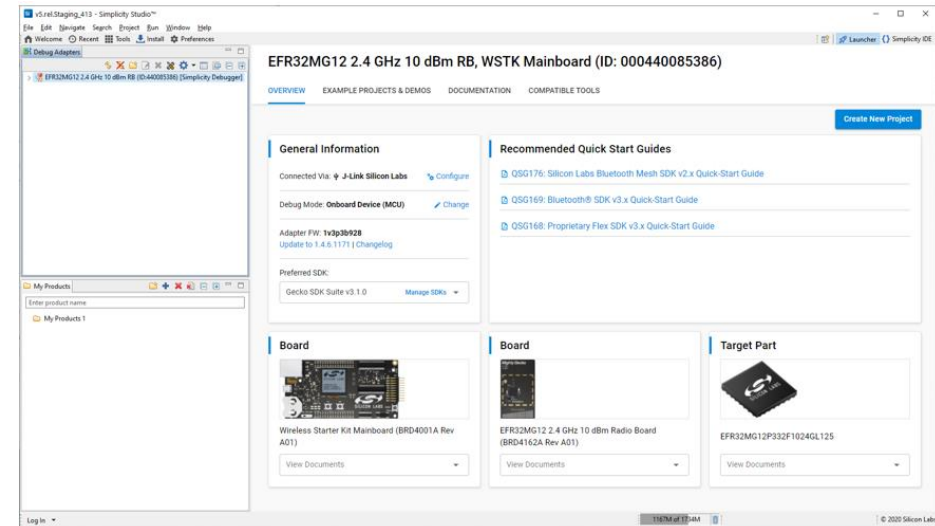 v5.rel.Staging_413 - Simplicity Studio™
File Edit Navigate Search Project Run Window Help
Welcome Recent Tools Install Preferences
Launcher {} Simplicity IDE
Debug Adapters
EFR32MG12 2.4 GHz 10 dBm RB (ID:440085386) [Simplicity Debugger]
EFR32MG12 2.4 GHz 10 dBm RB, WSTK Mainboard (ID: 000440085386)
OVERVIEW EXAMPLE PROJECTS & DEMOS DOCUMENTATION COMPATIBLE TOOLS
Create New Project
General Information
Connected Via: J-Link Silicon Labs Configure
Debug Mode: Onboard Device (MCU) Change
Adapter FW: 1v3p3b928
Update to 1.4.6.1171 | Changelog
Preferred SDK:
Gecko SDK Suite v3.1.0 Manage SDKs
Recommended Quick Start Guides
QSG176: Silicon Labs Bluetooth Mesh SDK v2.x Quick-Start Guide
QSG169: Bluetooth® SDK v3.x Quick-Start Guide
QSG168: Proprietary Flex SDK v3.x Quick-Start Guide
My Products
Enter product name
My Products 1
Board
SILICON LABS
Wireless Starter Kit Mainboard (BRD4001A Rev
A01)
View Documents
Board
EFR32MG12 2.4 GHz 10 dBm Radio Board
(BRD4162A Rev A01)
View Documents
Target Part
SILICON LABS
EFR32MG12P332F1024GL125
View Documents
Log In
1167M of 1734M
© 2020 Silicon Labs